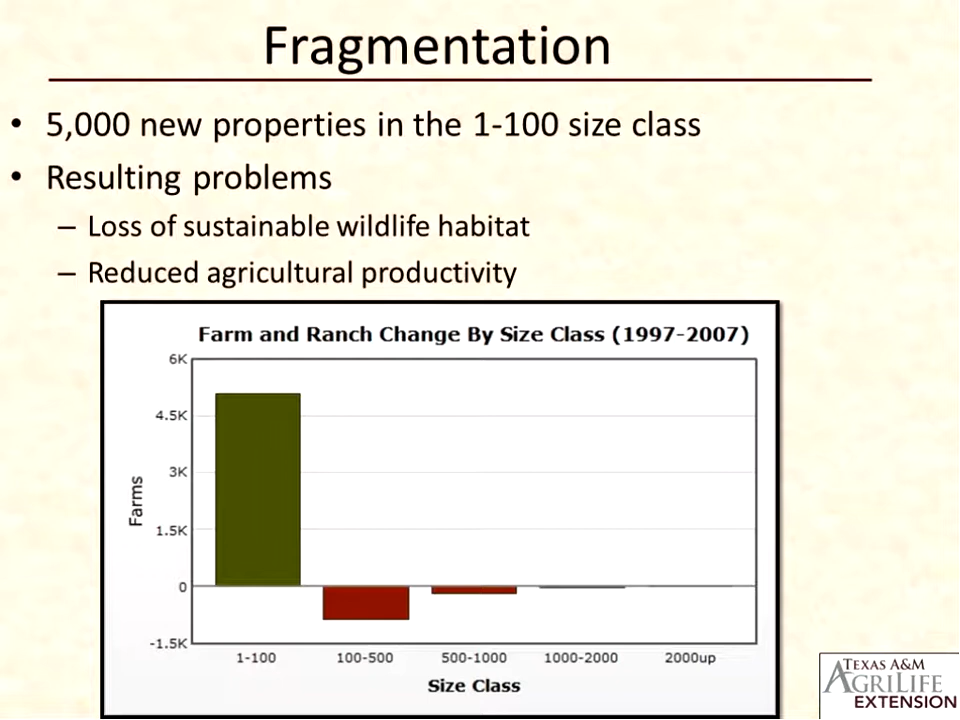 Fragmentation
• 5,000 new properties in the 1-100 size class
• Resulting problems
– Loss of sustainable wildlife habitat
– Reduced agricultural productivity
Farm and Ranch Change By Size Class (1997-2007)
6K
4.5K
3K
1.5K
0
-1.5K
Farms
1-100 100-500 500-1000 1000-2000 2000up
Size Class
TEXAS A&M
AGRILIFE
EXTENSION